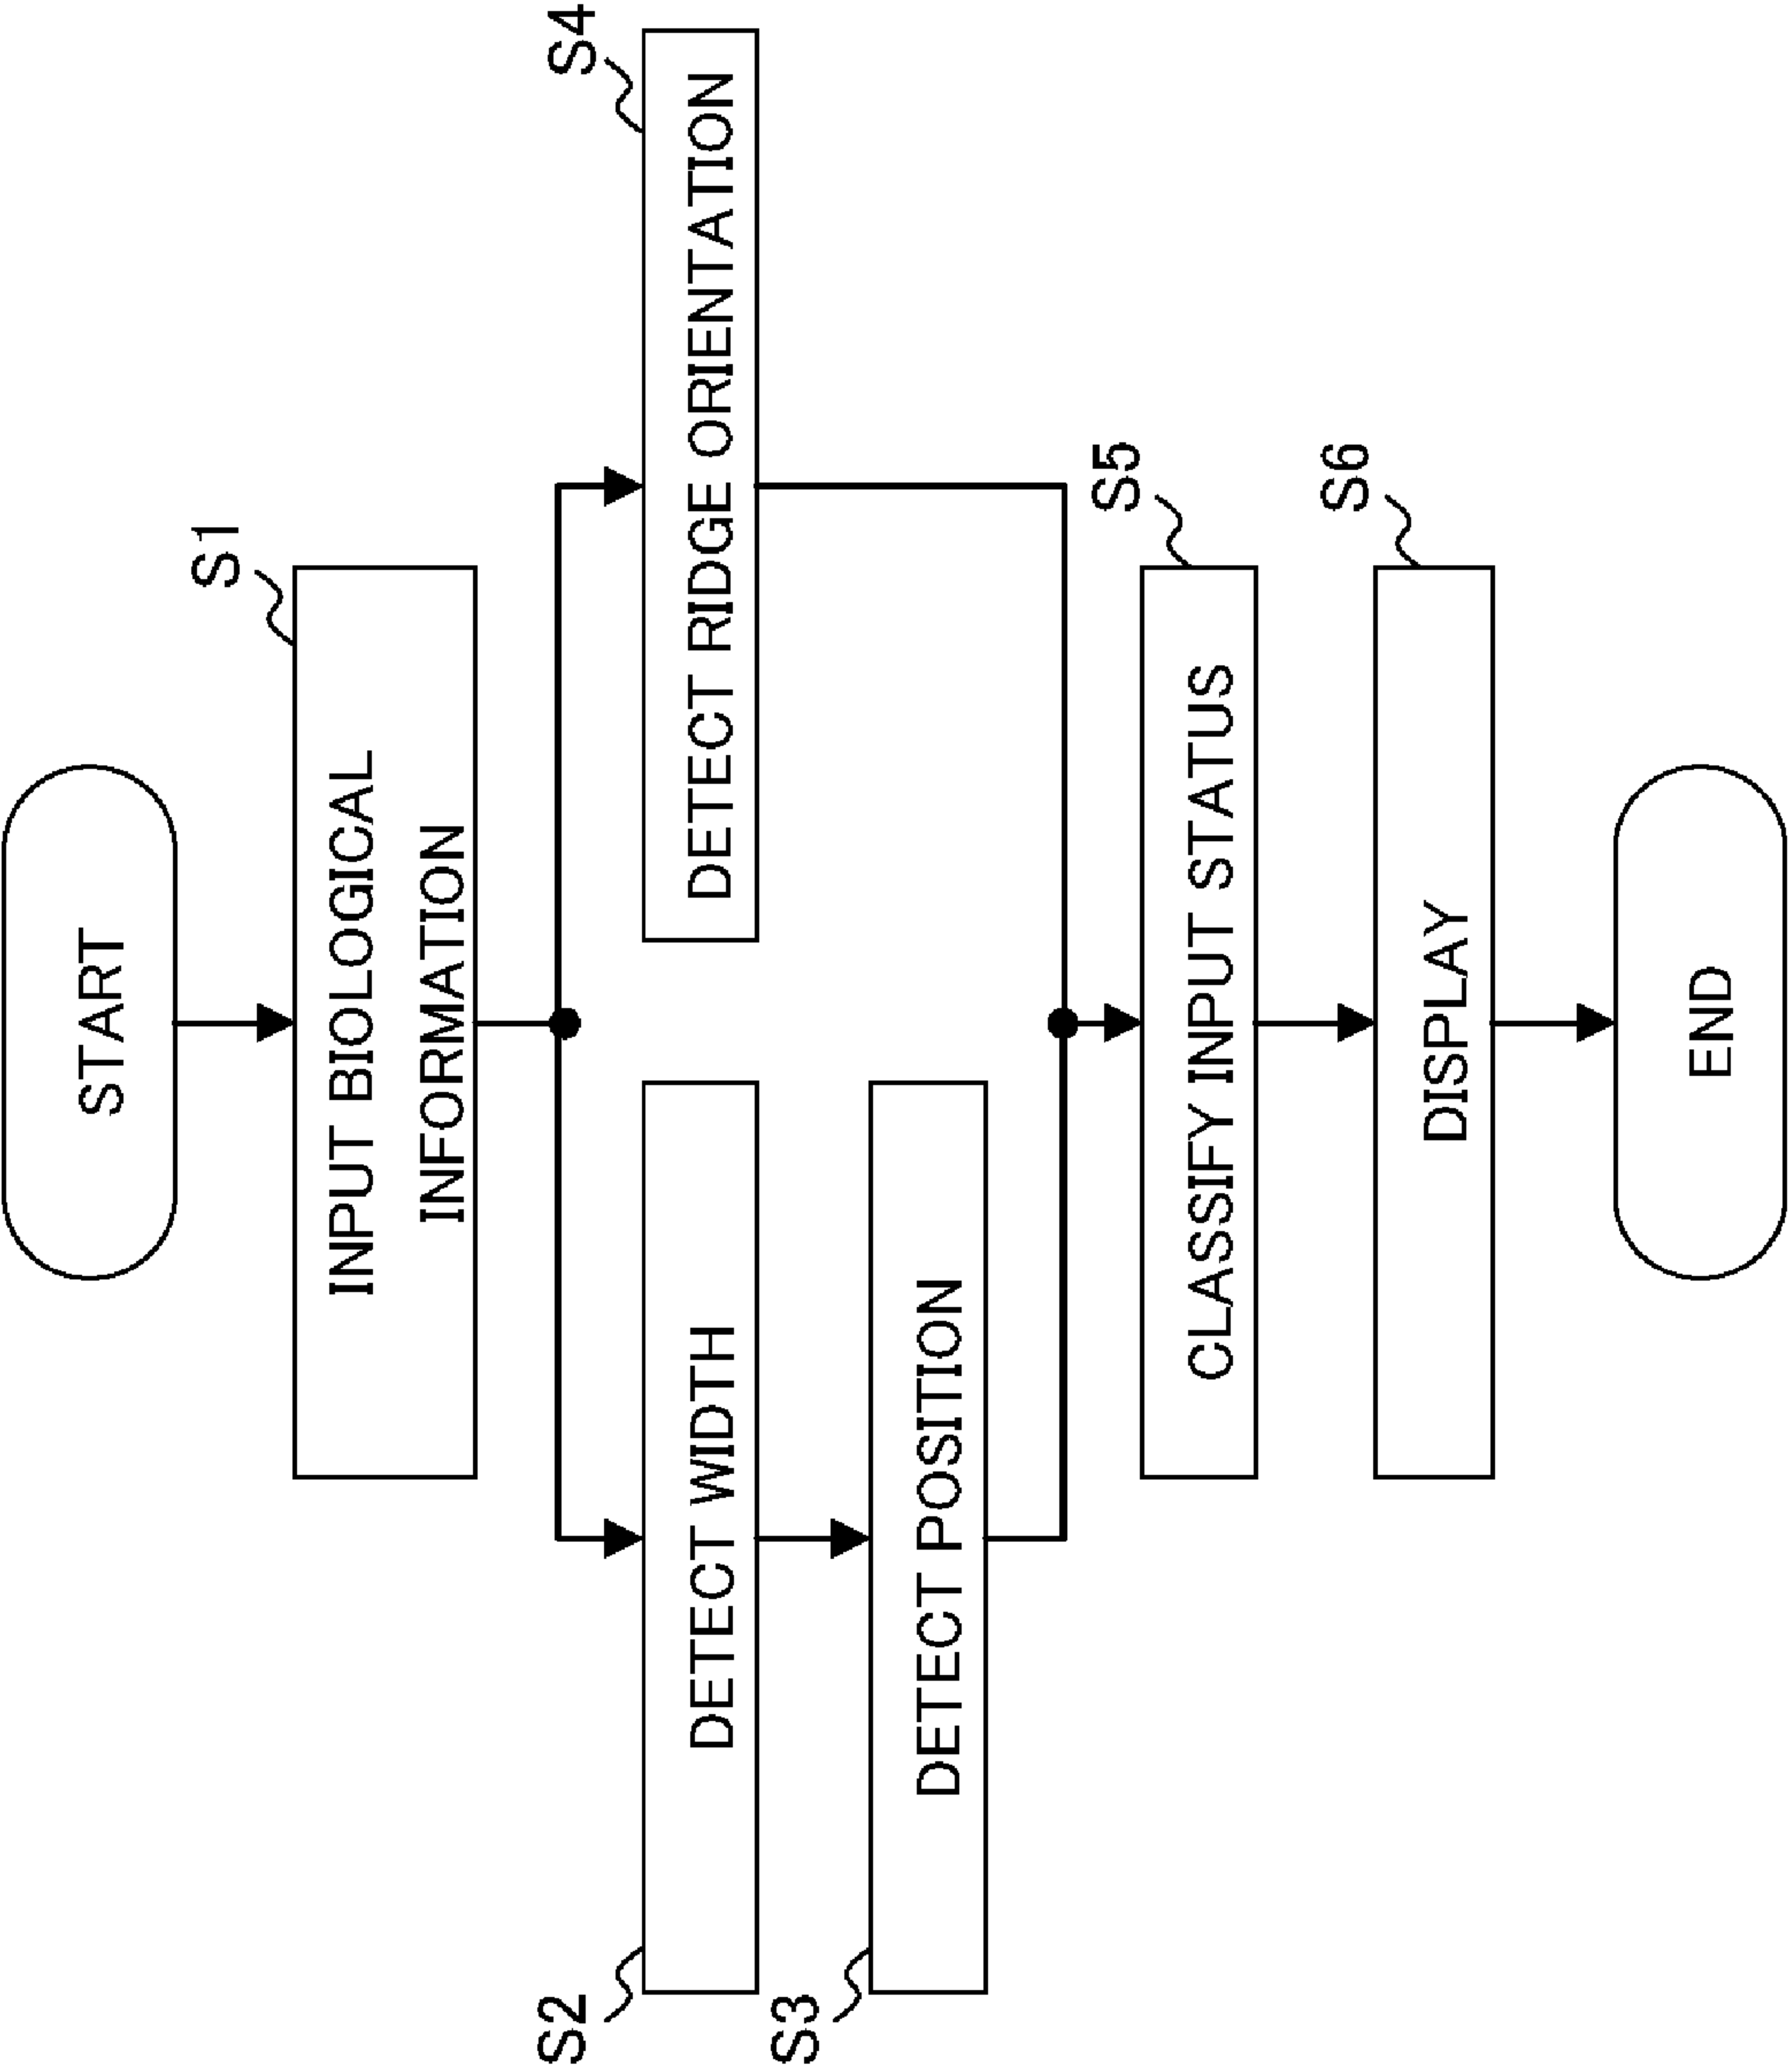 START
S1
INPUT BIOLOGICAL
INFORMATION
S2
DETECT WIDTH
S4
DETECT RIDGE ORIENTATION
S3
DETECT POSITION
S5
CLASSIFY INPUT STATUS
S6
DISPLAY
END